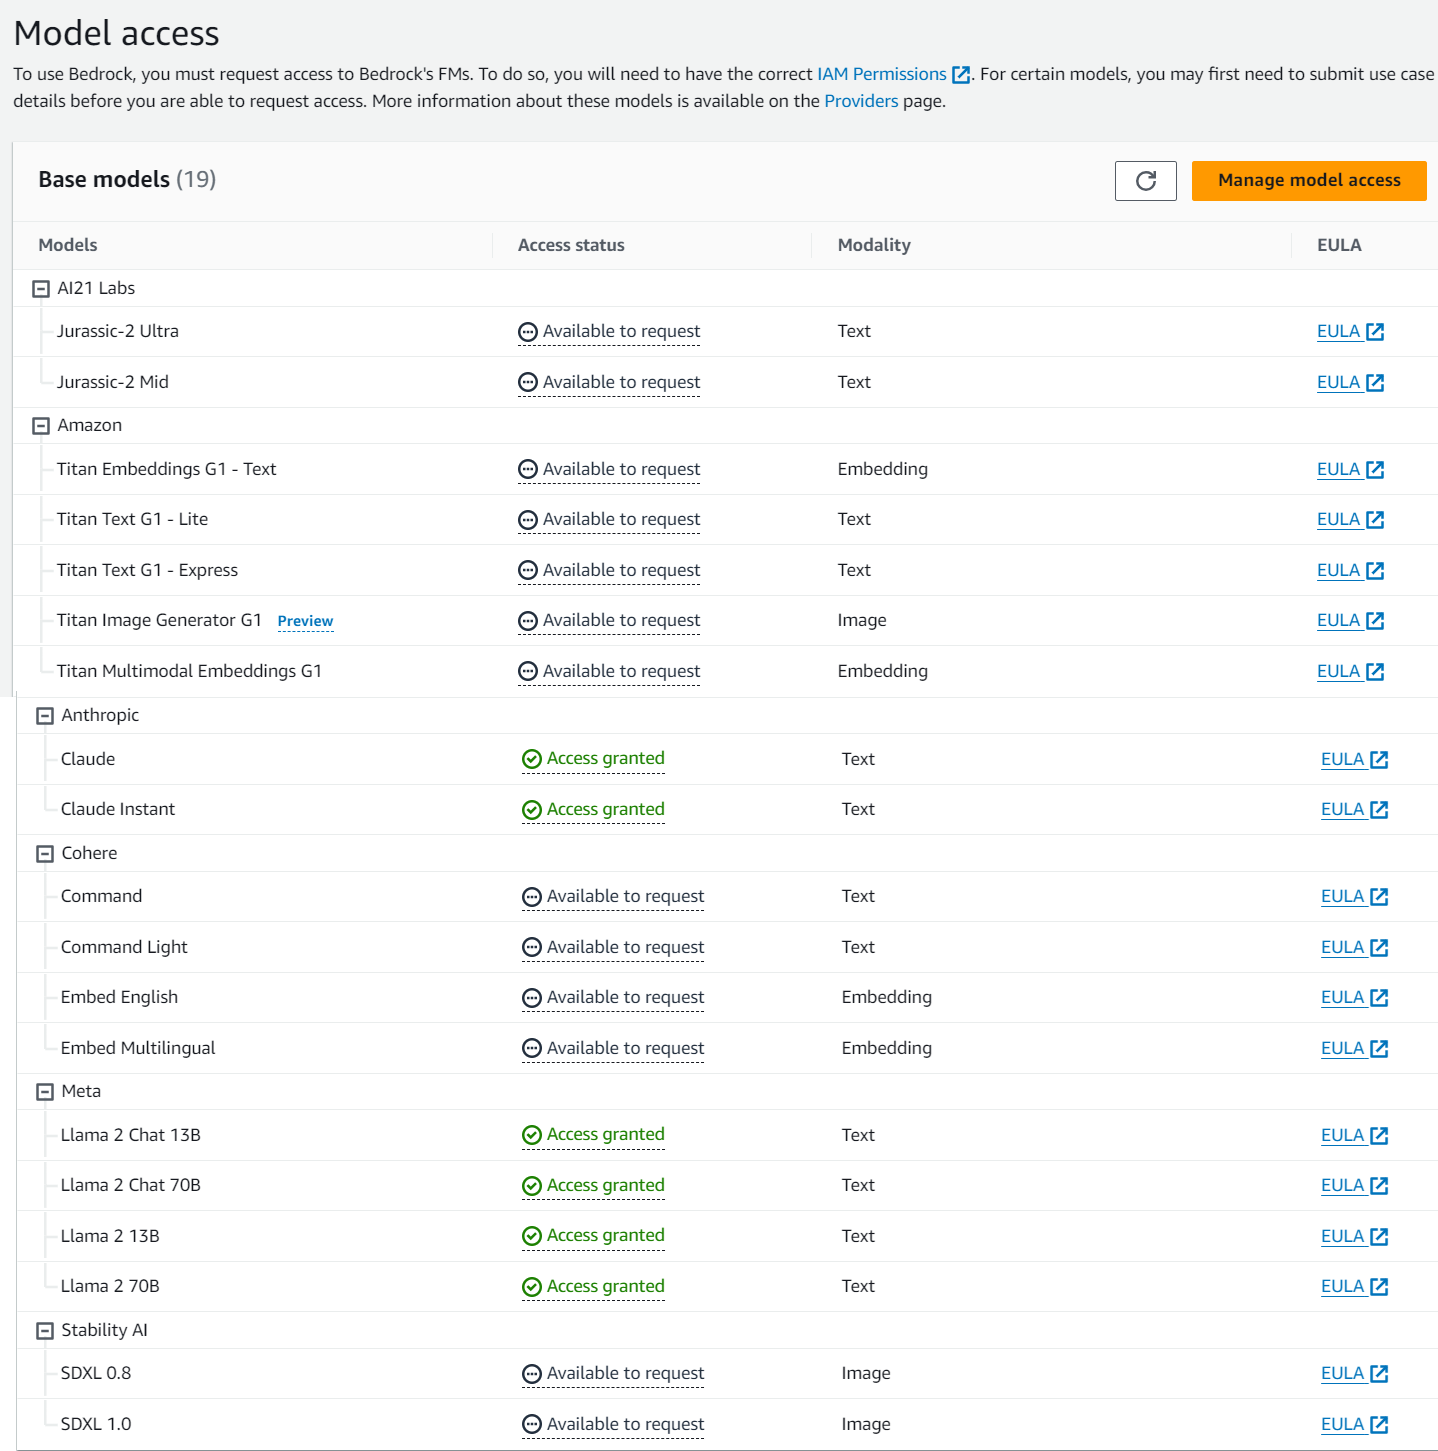 Model access
To use Bedrock, you must request access to Bedrock's FMs. To do so, you will need to have the correct IAM Permissions. For certain models, you may first need to submit use case
details before you are able to request access. More information about these models is available on the Providers page.
Base models (19)
Manage model access
Models Access status Modality EULA
AI21 Labs
Jurassic-2 Ultra Available to request Text EULA
Jurassic-2 Mid Available to request Text EULA
Amazon
Titan Embeddings G1 - Text Available to request Embedding EULA
Titan Text G1 - Lite Available to request Text EULA
Titan Text G1 - Express Available to request Text EULA
Titan Image Generator G1 Preview Available to request Image EULA
Titan Multimodal Embeddings G1 Available to request Embedding EULA
Anthropic
Claude Access granted Text EULA
Claude Instant Access granted Text EULA
Cohere
Command Available to request Text EULA
Command Light Available to request Text EULA
Embed English Available to request Embedding EULA
Embed Multilingual Available to request Embedding EULA
Meta
Llama 2 Chat 13B Access granted Text EULA
Llama 2 Chat 70B Access granted Text EULA
Llama 2 13B Access granted Text EULA
Llama 2 70B Access granted Text EULA
Stability AI
SDXL 0.8 Available to request Image EULA
SDXL 1.0 Available to request Image EULA